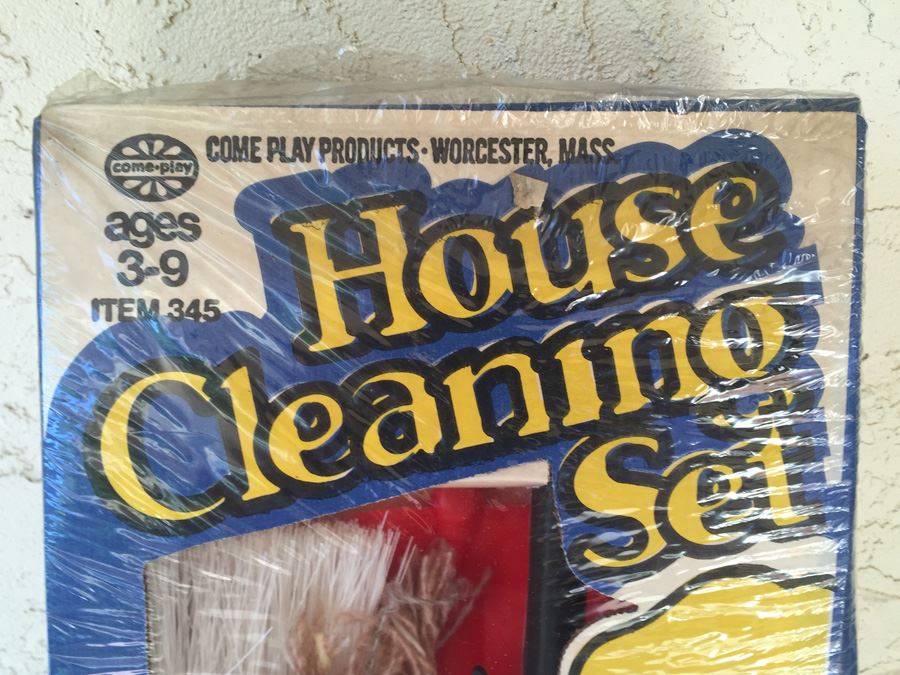 come•play
COME PLAY PRODUCTS • WORCESTER, MASS.
ages
3-9
ITEM 345
House
Cleaning
Set